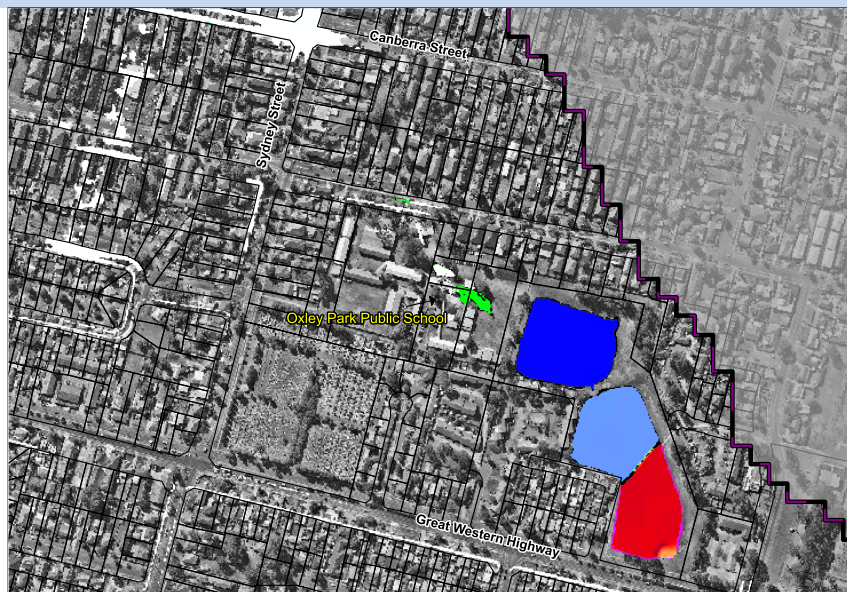 Canberra Street
Sydney Street
Oxley Park Public School
Great Western Highway